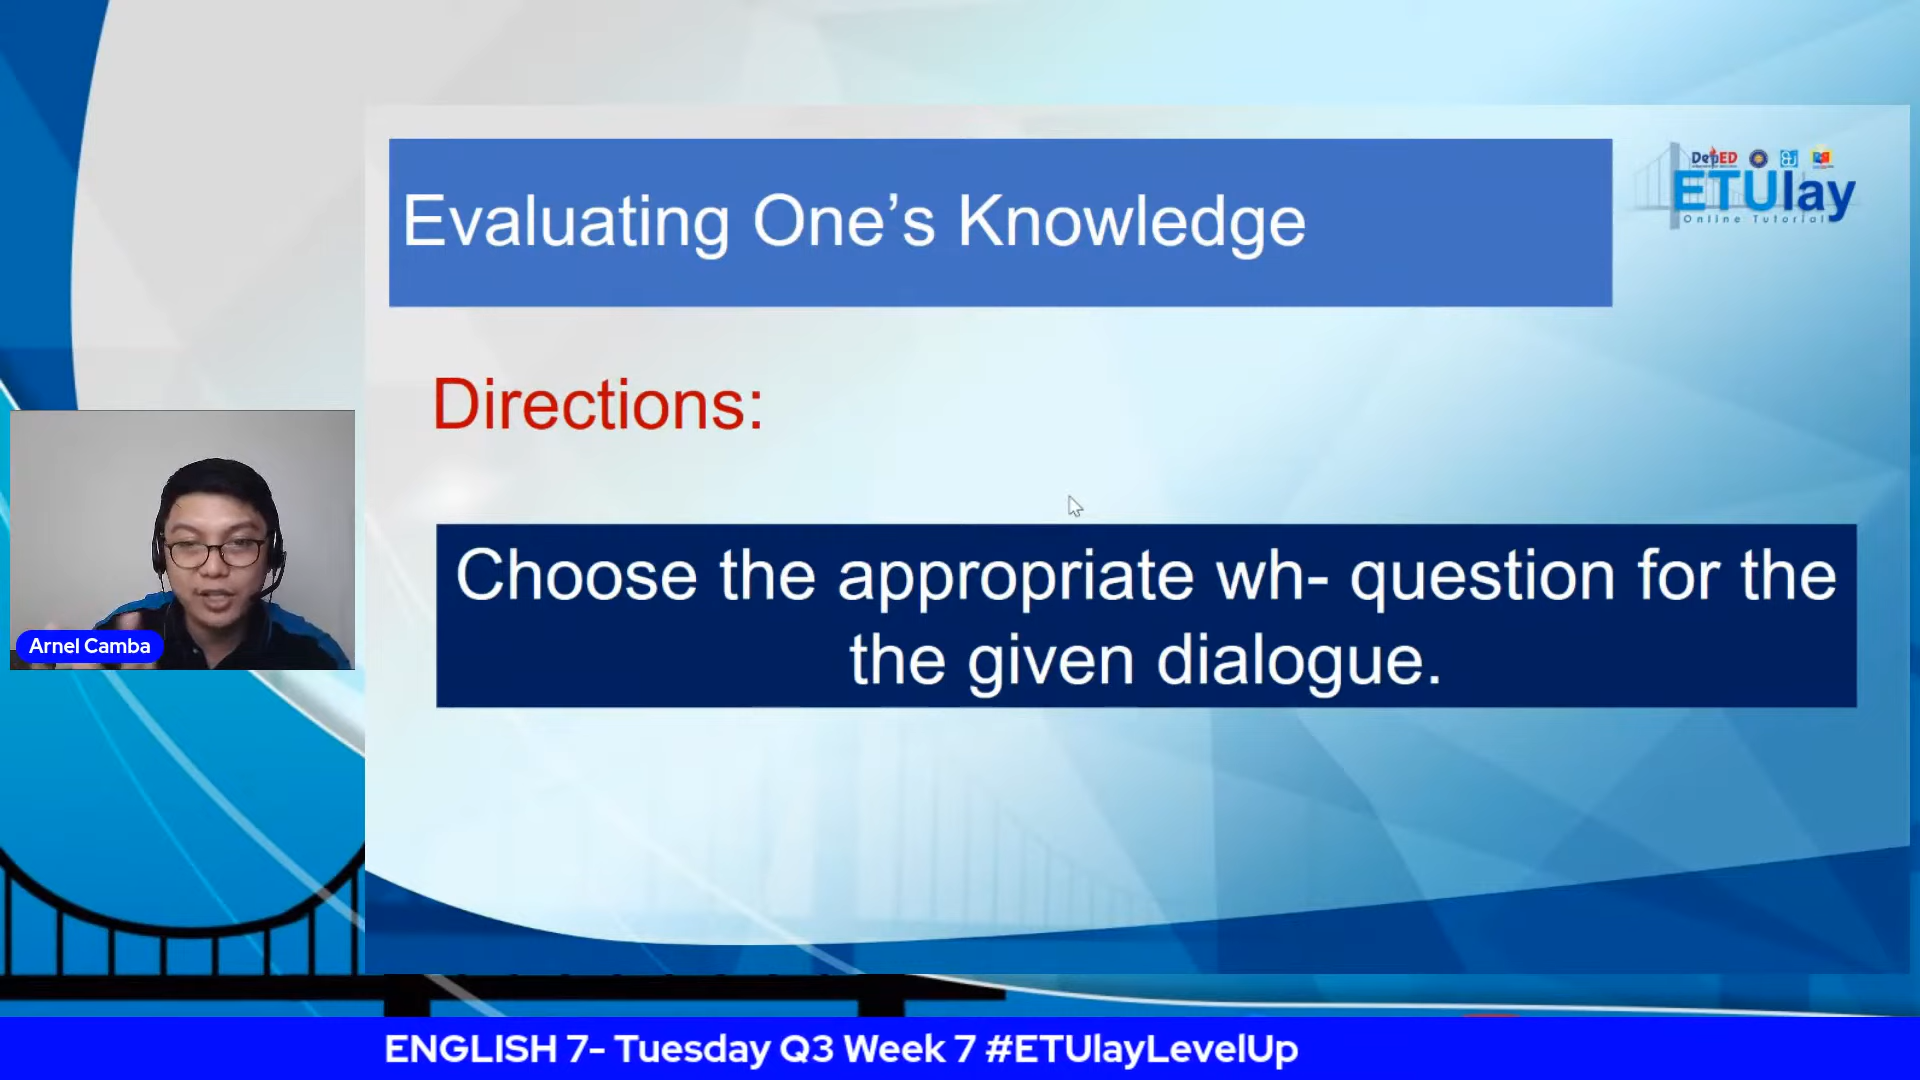 Evaluating One’s Knowledge
DepED
ETUlay
Online Tutorial
Directions:
Choose the appropriate wh- question for the
the given dialogue.
Arnel Camba
ENGLISH 7- Tuesday Q3 Week 7 #ETUlayLevelUp